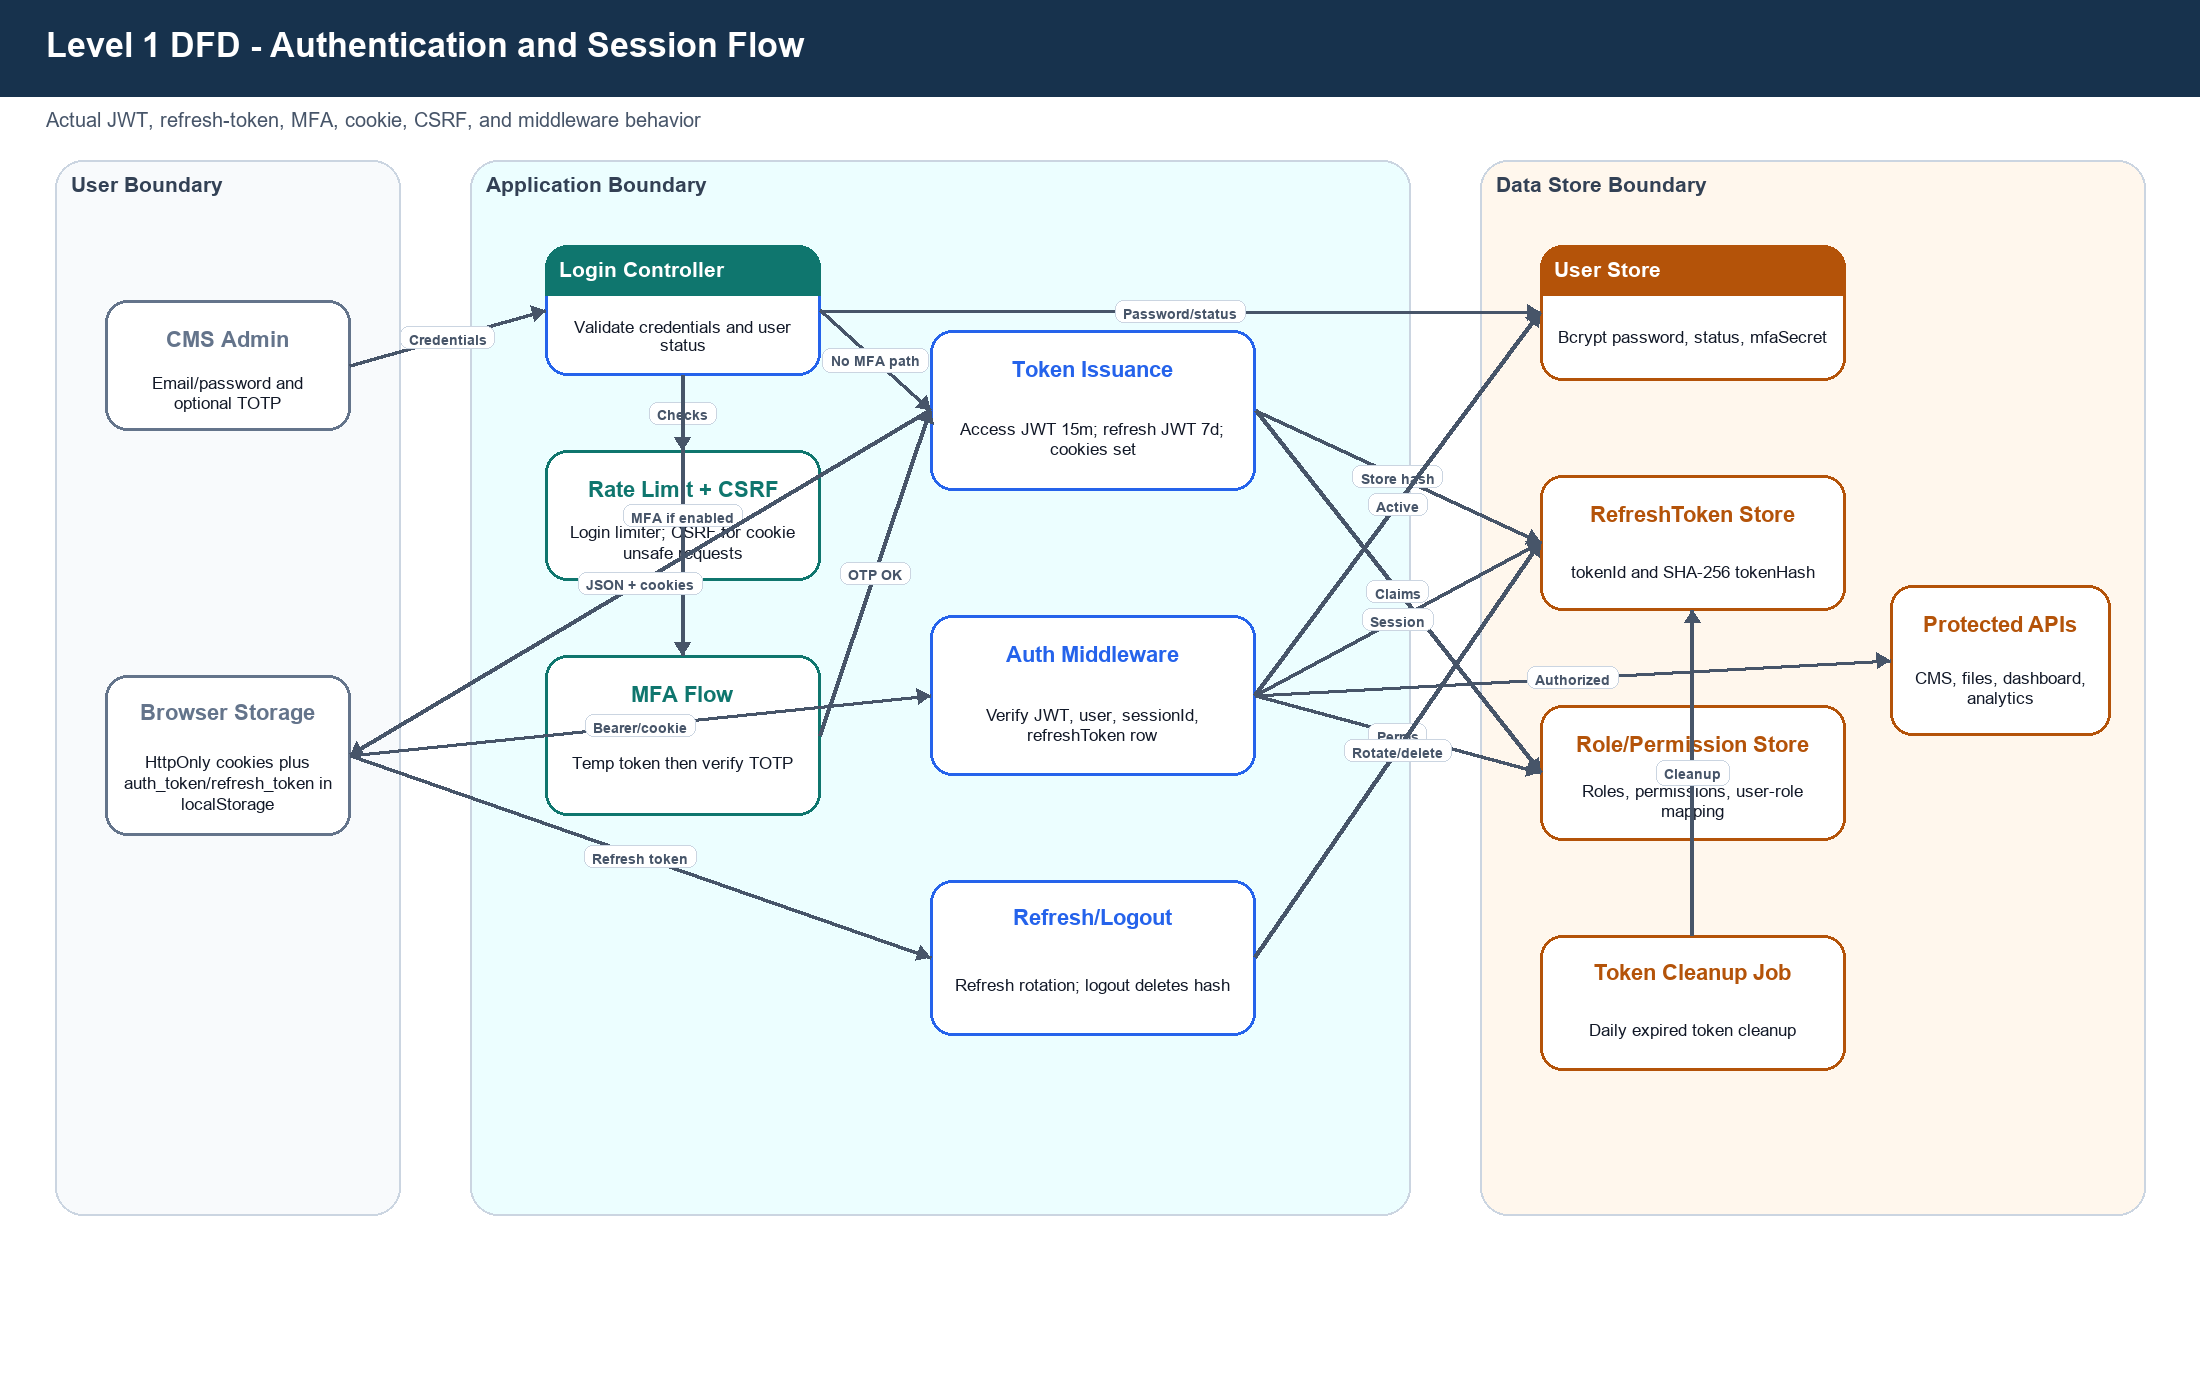 Level 1 DFD - Authentication and Session Flow
Actual JWT, refresh-token, MFA, cookie, CSRF, and middleware behavior
User Boundary
CMS Admin
Email/password and
optional TOTP
Browser Storage
HttpOnly cookies plus
auth_token/refresh_token in
localStorage
Credentials
Application Boundary
Login Controller
Validate credentials and user
status
Checks
Rate Limit + CSRF
MFA if enabled
Login limiter; CSRF for cookie
unsafe requests
JSON + cookies
MFA Flow
Bearer/cookie
Temp token then verify TOTP
Refresh token
No MFA path
OTP OK
Password/status
Token Issuance
Access JWT 15m; refresh JWT 7d;
cookies set
Auth Middleware
Verify JWT, user, sessionId,
refreshToken row
Refresh/Logout
Refresh rotation; logout deletes hash
Store hash
Active
Claims
Session
Authorized
Perms
Rotate/delete
Data Store Boundary
User Store
Bcrypt password, status, mfaSecret
RefreshToken Store
tokenId and SHA-256 tokenHash
Protected APIs
CMS, files, dashboard,
analytics
Role/Permission Store
Cleanup
Roles, permissions, user-role
mapping
Token Cleanup Job
Daily expired token cleanup